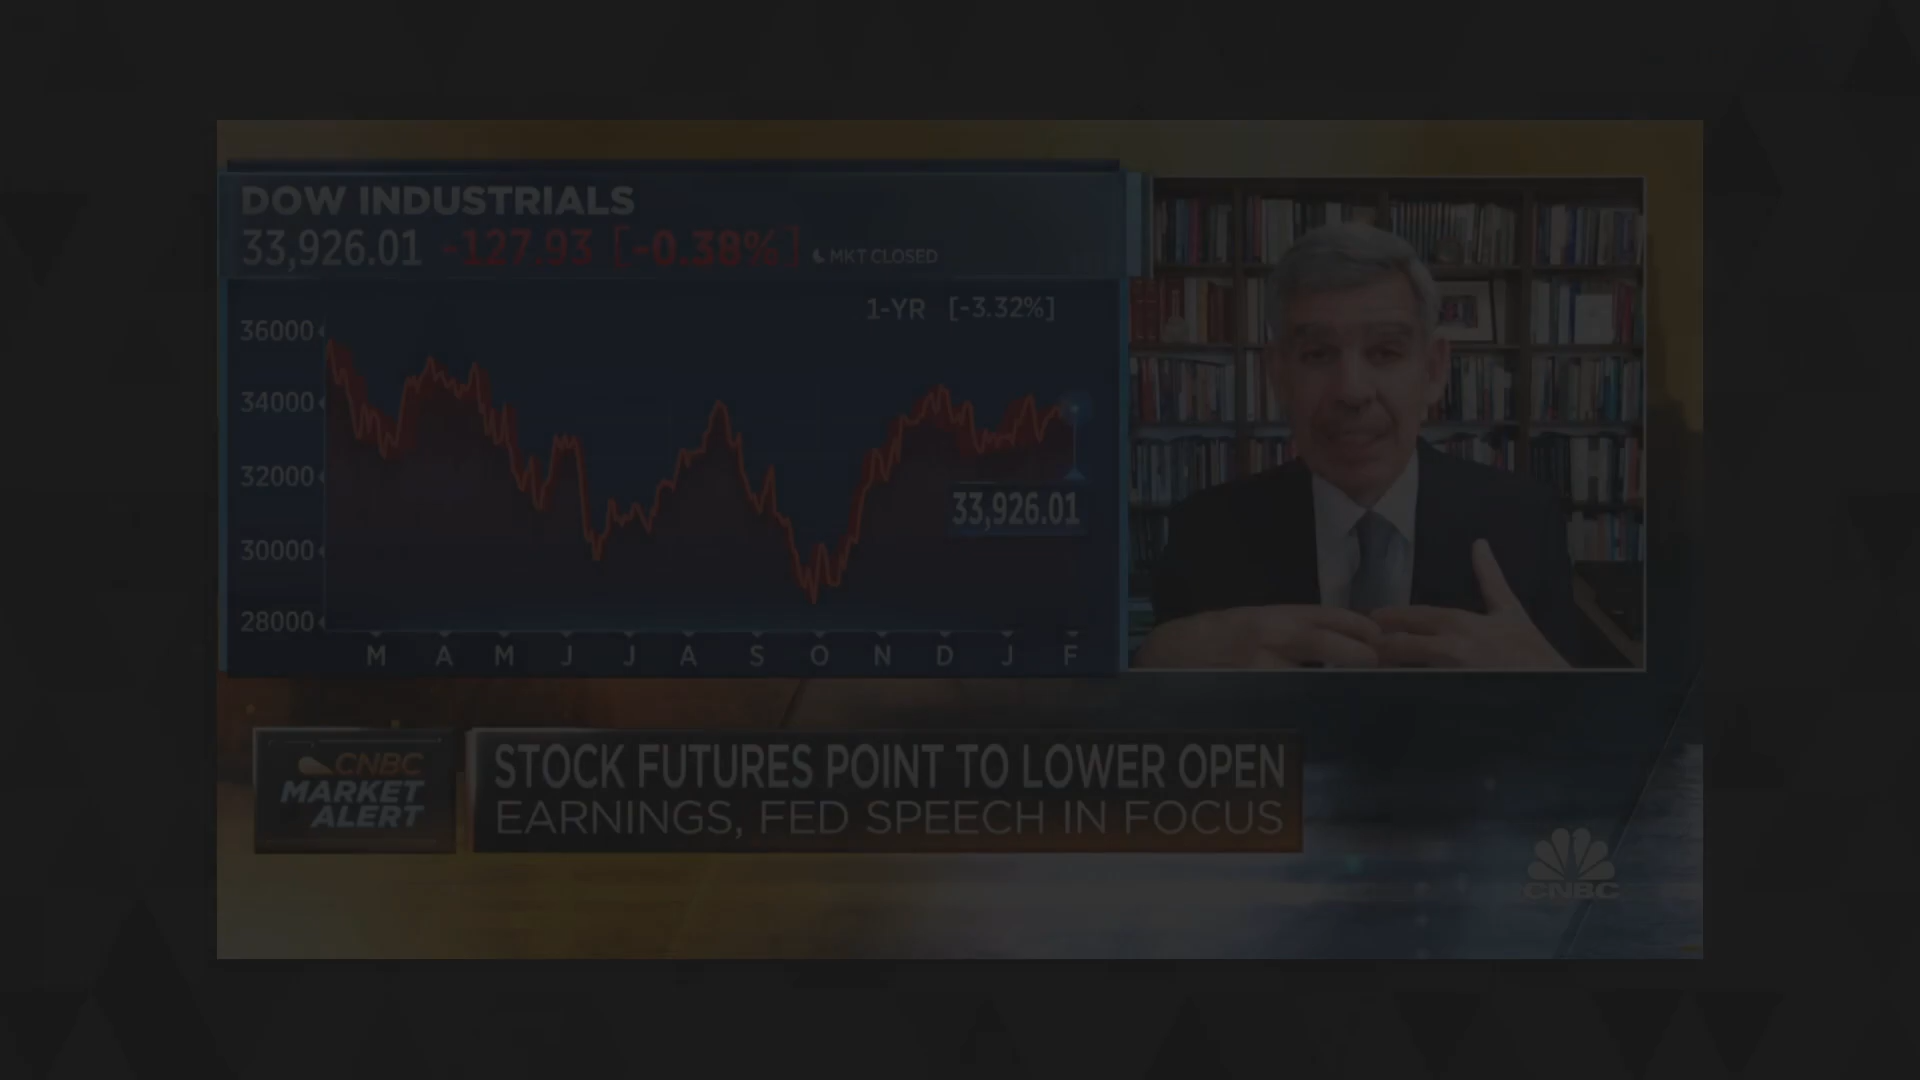 DOW INDUSTRIALS
33,926.01 -127.93 [-0.38%] MKT CLOSED
1-YR [-3.32%]
36000
34000
32000
30000
28000
33,926.01
M A M J J A S O N D J F
CNBC
MARKET
ALERT
STOCK FUTURES POINT TO LOWER OPEN
EARNINGS, FED SPEECH IN FOCUS
CNBC